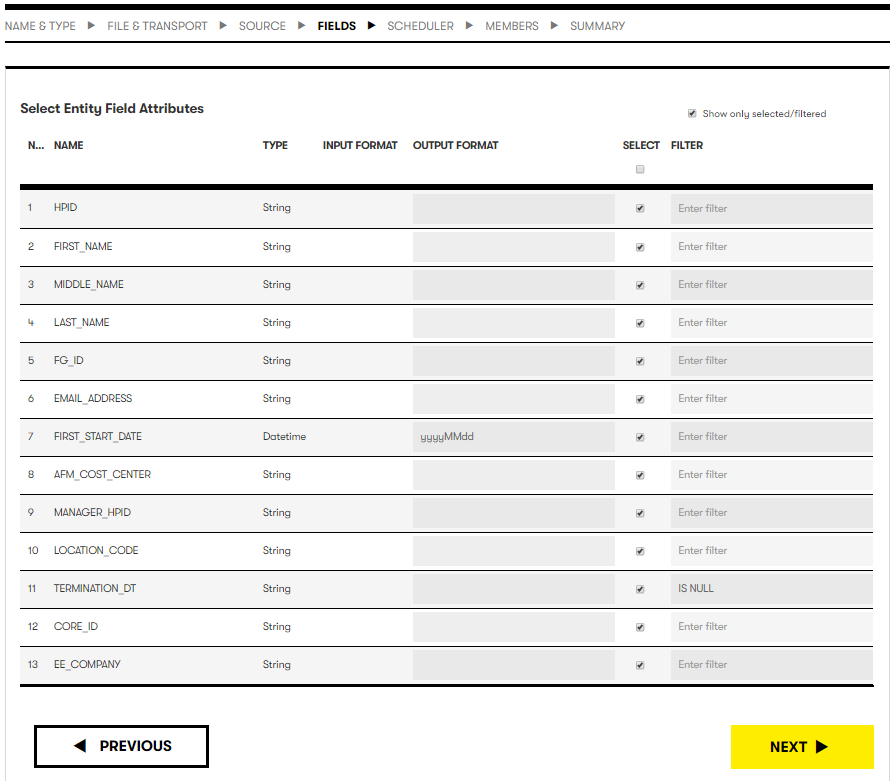 NAME & TYPE ▶ FILE & TRANSPORT ▶ SOURCE ▶ FIELDS ▶ SCHEDULER ▶ MEMBERS ▶ SUMMARY
Select Entity Field Attributes
Show only selected/filtered
N... NAME TYPE INPUT FORMAT OUTPUT FORMAT SELECT FILTER
1 HPID String Enter filter
2 FIRST_NAME String Enter filter
3 MIDDLE_NAME String Enter filter
4 LAST_NAME String Enter filter
5 FG_ID String Enter filter
6 EMAIL_ADDRESS String Enter filter
7 FIRST_START_DATE Datetime yyyyMMdd Enter filter
8 AFM_COST_CENTER String Enter filter
9 MANAGER_HPID String Enter filter
10 LOCATION_CODE String Enter filter
11 TERMINATION_DT String IS NULL
12 CORE_ID String Enter filter
13 EE_COMPANY String Enter filter
◀ PREVIOUS NEXT ▶